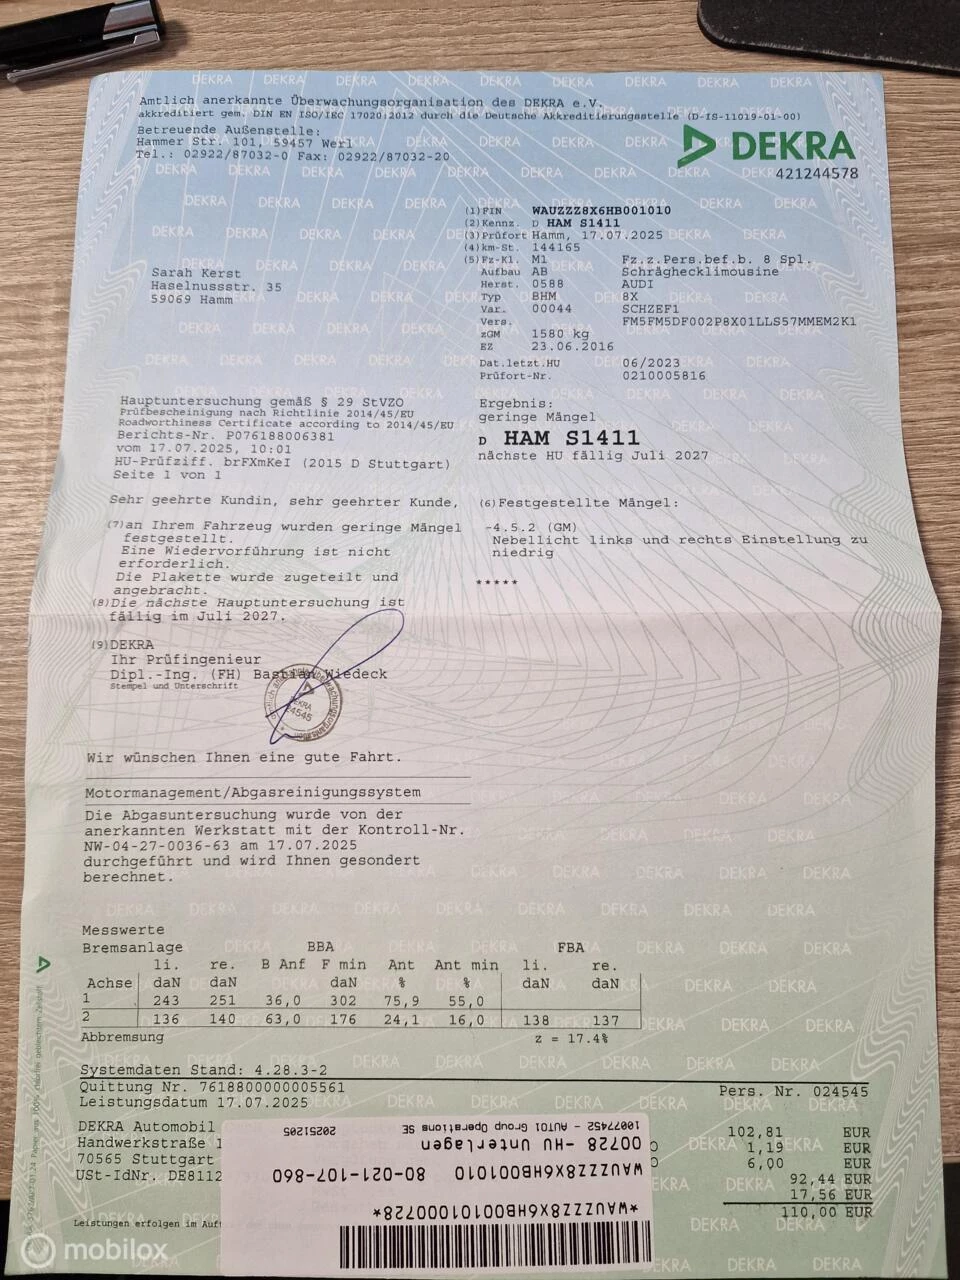 Amtlich anerkannte Überwachungsorganisation des DEKRA e.V.
akkreditiert gem. DIN EN ISO/IEC 17020:2012 durch die Deutsche Akkreditierungsstelle (D-IS-11019-01-00)
Betreuende Außenstelle:
Hammer Str. 101, 59457 Werl
Tel.: 02922/87032-0 Fax: 02922/87032-20
DEKRA
421244578
(1) FIN WAUZZZ8X6HB001010
(2) Kennz. D HAM S1411
(3) Prüfort Hamm, 17.07.2025
(4) km-St. 144165
(5) Fz-Kl. M1 Fz.z.Pers.bef.b. 8 Spl.
Aufbau AB Schräghecklimousine
Herst. 0588 AUDI
Typ BHM 8X
Var. 00044 SCHZEF1
Vers. FM5FM5DF002P8X01LLS57MMEM2K1
zGM 1580 kg
EZ 23.06.2016
Dat.letzt.HU 06/2023
Prüfort-Nr. 0210005816
Sarah Kerst
Haselnussstr. 35
59069 Hamm
Hauptuntersuchung gemäß § 29 StVZO
Prüfbescheinigung nach Richtlinie 2014/45/EU
Roadworthiness Certificate according to 2014/45/EU
Berichts-Nr. P076188006381
vom 17.07.2025, 10:01
HU-Prüfziff. brFXmKeI (2015 D Stuttgart)
Seite 1 von 1
Ergebnis:
geringe Mängel
D HAM S1411
nächste HU fällig Juli 2027
Sehr geehrte Kundin, sehr geehrter Kunde,
(7) an Ihrem Fahrzeug wurden geringe Mängel
festgestellt.
Eine Wiedervorführung ist nicht
erforderlich.
Die Plakette wurde zugeteilt und
angebracht.
(8) Die nächste Hauptuntersuchung ist
fällig im Juli 2027.
(6) Festgestellte Mängel:
-4.5.2 (GM)
Nebellicht links und rechts Einstellung zu
niedrig
*****
(9) DEKRA
Ihr Prüfingenieur
Dipl.-Ing. (FH) Bastian Wiedeck
Stempel und Unterschrift
DEKRA
24545
Wir wünschen Ihnen eine gute Fahrt.
Motormanagement/Abgasreinigungssystem
Die Abgasuntersuchung wurde von der
anerkannten Werkstatt mit der Kontroll-Nr.
NW-04-27-0036-63 am 17.07.2025
durchgeführt und wird Ihnen gesondert
berechnet.
Messwerte
Bremsanlage BBA FBA
li. re. B Anf F min Ant Ant min li. re.
Achse daN daN daN % % daN daN
1 243 251 36,0 302 75,9 55,0
2 136 140 63,0 176 24,1 16,0 138 137
Abbremsung z = 17.4%
Systemdaten Stand: 4.28.3-2
Quittung Nr. 7618800000005561 Pers. Nr. 024545
Leistungsdatum 17.07.2025
DEKRA Automobil 102,81 EUR
Handwerkstraße 1 1,19 EUR
70565 Stuttgart 6,00 EUR
USt-IdNr. DE8112 92,44 EUR
17,56 EUR
110,00 EUR
Leistungen erfolgen im Auft
*WAUZZZ8X6HB00101000728*
WAUZZZ8X6HB001010 80-021-107-860
00728 -HU Unterlagen
10077452 - AUTO1 Group Operations SE 20251205
mobilox